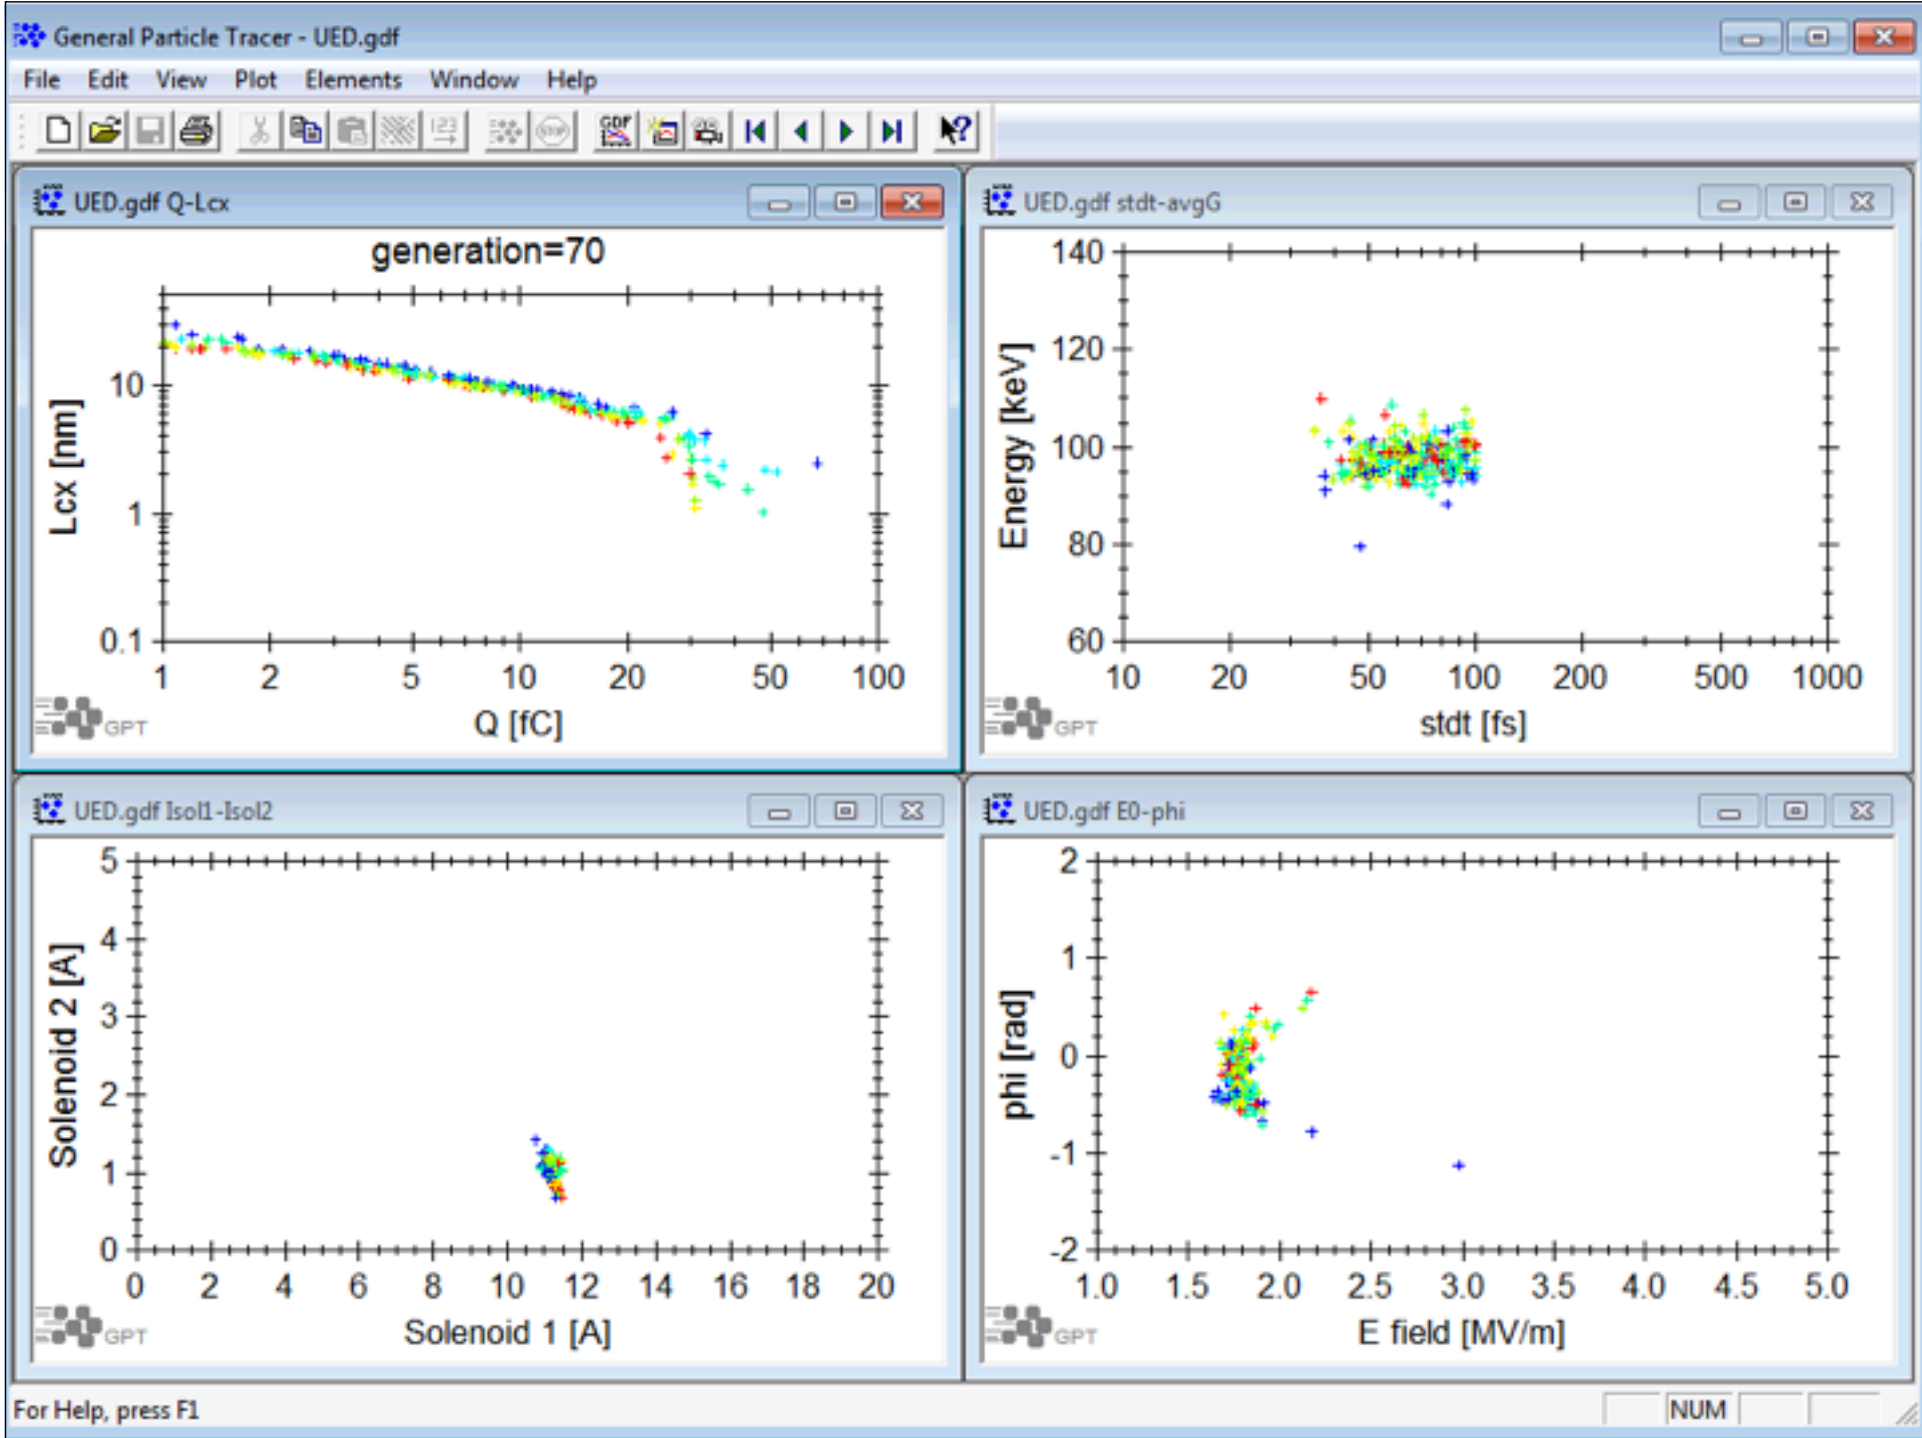 General Particle Tracer - UED.gdf
File Edit View Plot Elements Window Help
GDF
123
STOP
UED.gdf Q-Lcx
generation=70
Lcx [nm]
10
1
0.1
1 2 5 10 20 50 100
Q [fC]
GPT
UED.gdf stdt-avgG
Energy [keV]
140
120
100
80
60
10 20 50 100 200 500 1000
stdt [fs]
GPT
UED.gdf Isol1-Isol2
Solenoid 2 [A]
5
4
3
2
1
0
0 2 4 6 8 10 12 14 16 18 20
Solenoid 1 [A]
GPT
UED.gdf E0-phi
phi [rad]
2
1
0
-1
-2
1.0 1.5 2.0 2.5 3.0 3.5 4.0 4.5 5.0
E field [MV/m]
GPT
For Help, press F1
NUM